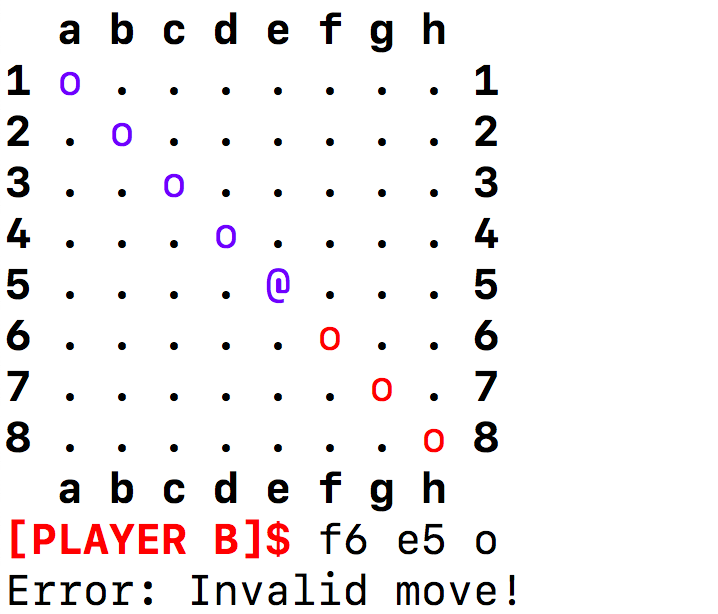 a b c d e f g h
1 o . . . . . . . 1
2 . o . . . . . . 2
3 . . o . . . . . 3
4 . . . o . . . . 4
5 . . . . @ . . . 5
6 . . . . . o . . 6
7 . . . . . . o . 7
8 . . . . . . . o 8
a b c d e f g h
[PLAYER B]$ f6 e5 o
Error: Invalid move!